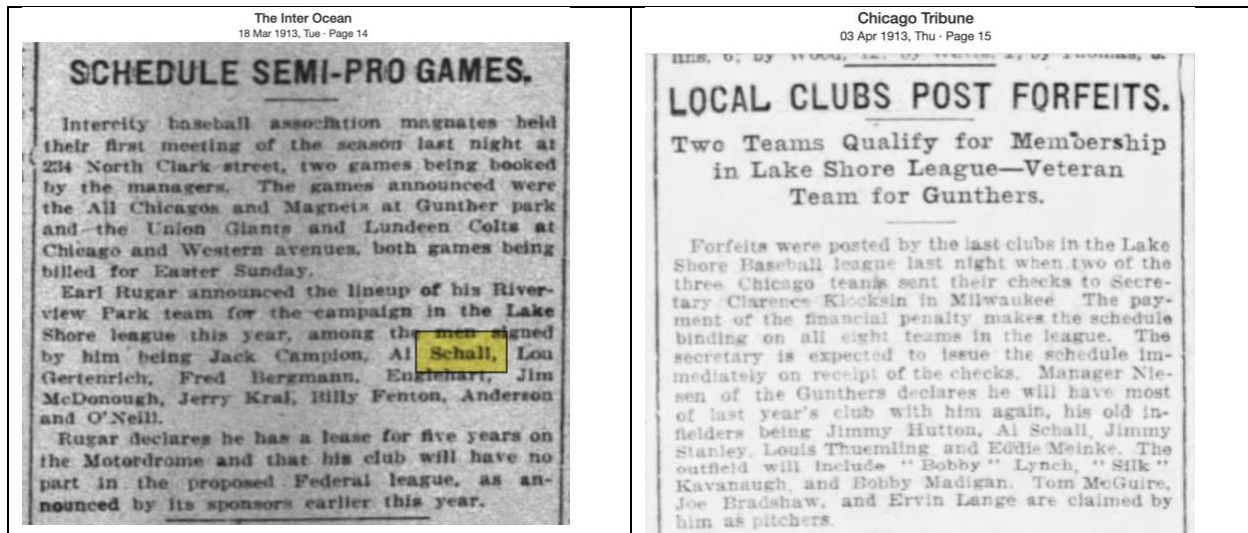 The Inter Ocean
18 Mar 1913, Tue · Page 14
SCHEDULE SEMI-PRO GAMES.
Intercity baseball association magnates held
their first meeting of the season last night at
234 North Clark street, two games being booked
by the managers. The games announced were
the All Chicagos and Magnets at Gunther park
and the Union Giants and Lundeen Colts at
Chicago and Western avenues, both games being
billed for Easter Sunday.
Earl Rugar announced the lineup of his River-
view Park team for the campaign in the Lake
Shore league this year, among the men signed
by him being Jack Campion, Al Schall, Lou
Gertenrich, Fred Bergmann, Englehart, Jim
McDonough, Jerry Kral, Billy Fenton, Anderson
and O'Neill.
Rugar declares he has a lease for five years on
the Motordrome and that his club will have no
part in the proposed Federal league, as an-
nounced by its sponsors earlier this year.
Chicago Tribune
03 Apr 1913, Thu · Page 15
LOCAL CLUBS POST FORFEITS.
Two Teams Qualify for Membership
in Lake Shore League—Veteran
Team for Gunthers.
Forfeits were posted by the last clubs in the Lake
Shore Baseball league last night when two of the
three Chicago teams sent their checks to Secre-
tary Clarence Klocksin in Milwaukee The pay-
ment of the financial penalty makes the schedule
binding on all eight teams in the league. The
secretary is expected to issue the schedule im-
mediately on receipt of the checks. Manager Nie-
sen of the Gunthers declares he will have most
of last year's club with him again, his old in-
fielders being Jimmy Hutton, Al Schall, Jimmy
Stanley, Louis Thuemling and Eddie Meinke. The
outfield will include "Bobby" Lynch, "Silk"
Kavanaugh, and Bobby Madigan. Tom McGuire,
Joe Bradshaw, and Ervin Lange are claimed by
him as pitchers.